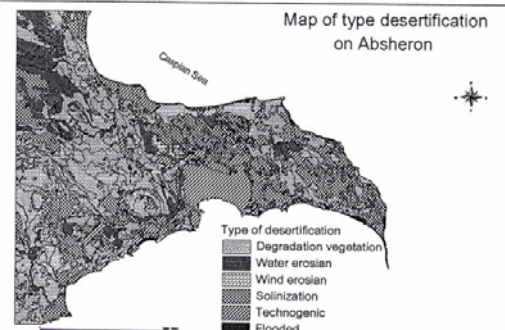 Map of type desertification
on Absheron
Caspian Sea
Type of desertification
Degradation vegetation
Water erosian
Wind erosian
Solinization
Technogenic
Flooded